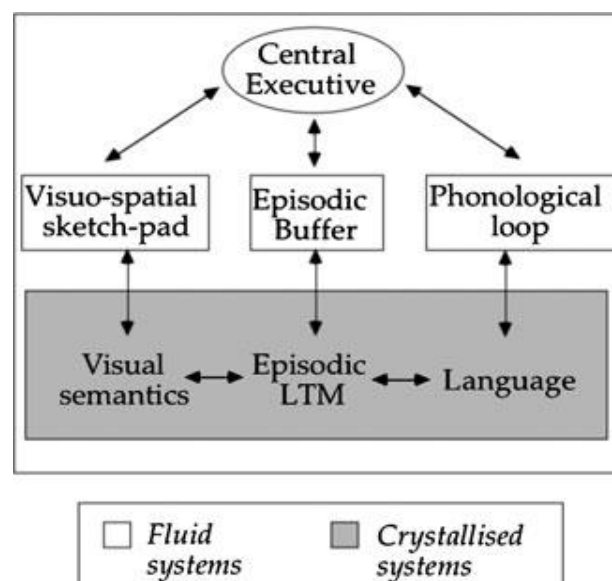 Central
Executive
Visuo-spatial
sketch-pad
Episodic
Buffer
Phonological
loop
Visual
semantics
Episodic
LTM
Language
Fluid
systems
Crystallised
systems